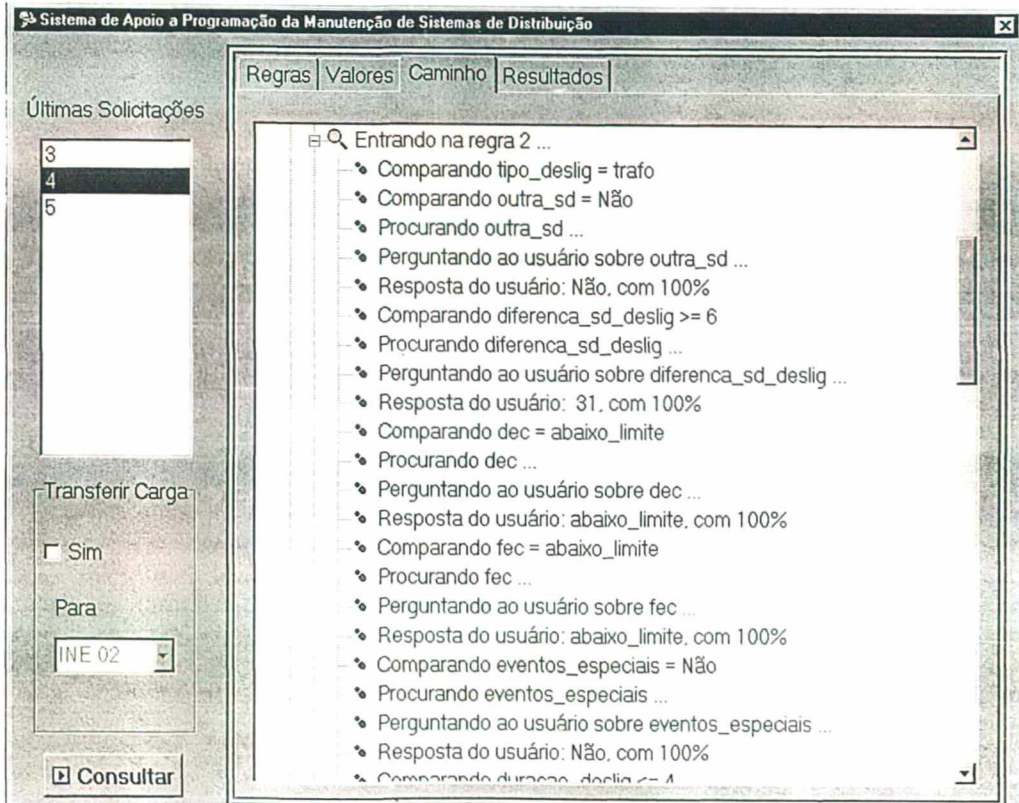 Sistema de Apoio a Programação da Manutenção de Sistemas de Distribuição
Regras Valores Caminho Resultados
Últimas Solicitações
3
4
5
Entrando na regra 2 ...
Comparando tipo_deslig = trafo
Comparando outra_sd = Não
Procurando outra_sd ...
Perguntando ao usuário sobre outra_sd ...
Resposta do usuário: Não, com 100%
Comparando diferenca_sd_deslig >= 6
Procurando diferenca_sd_deslig ...
Perguntando ao usuário sobre diferenca_sd_deslig ...
Resposta do usuário: 31, com 100%
Comparando dec = abaixo_limite
Procurando dec ...
Perguntando ao usuário sobre dec ...
Resposta do usuário: abaixo_limite, com 100%
Comparando fec = abaixo_limite
Procurando fec ...
Perguntando ao usuário sobre fec ...
Resposta do usuário: abaixo_limite, com 100%
Comparando eventos_especiais = Não
Procurando eventos_especiais ...
Perguntando ao usuário sobre eventos_especiais ...
Resposta do usuário: Não, com 100%
Comparando duracao_deslig <= 4
Transferir Carga
Sim
Para
INE 02
Consultar